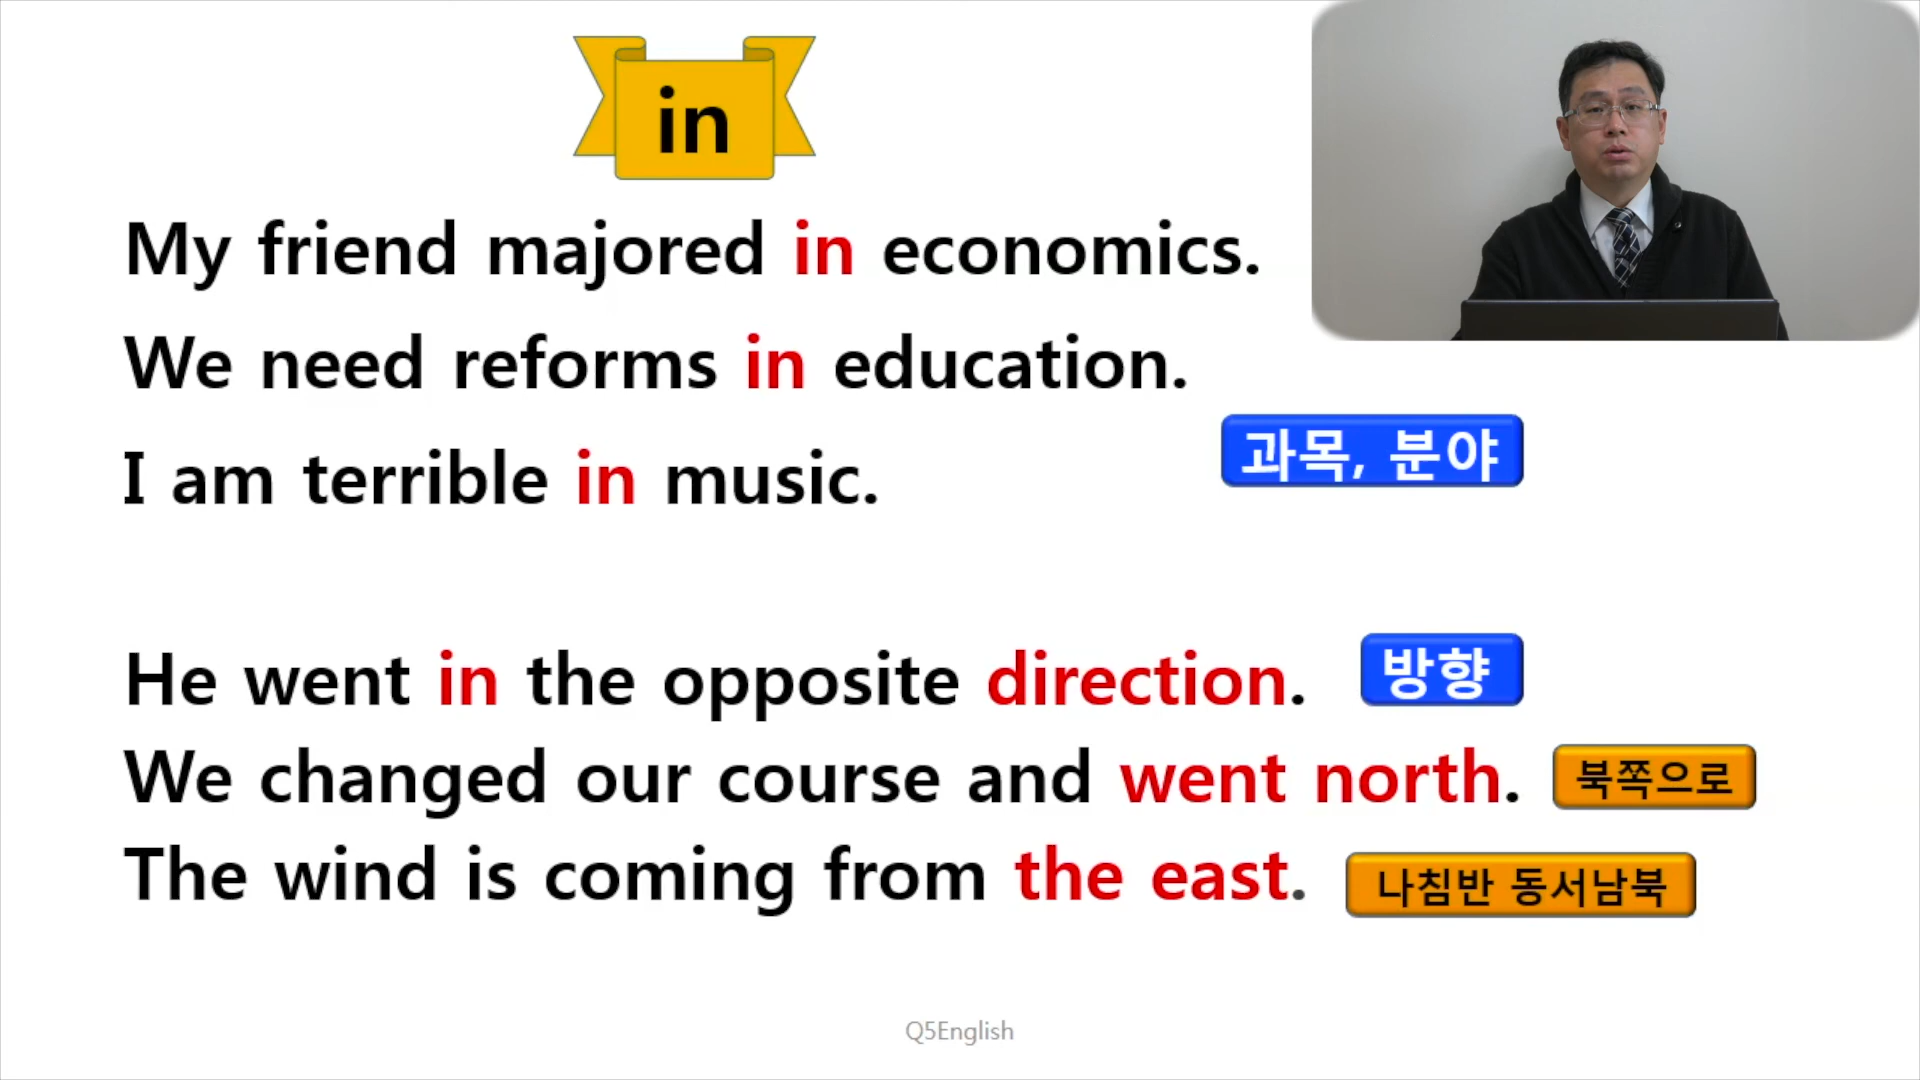 in
My friend majored in economics.
We need reforms in education.
과목, 분야
I am terrible in music.
He went in the opposite direction.
방향
We changed our course and went north.
북쪽으로
The wind is coming from the east.
나침반 동서남북
Q5English